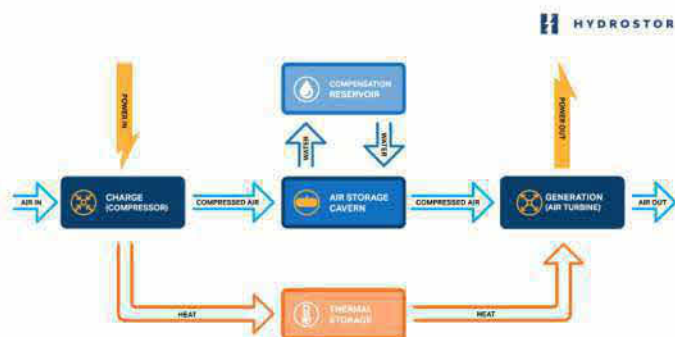 HYDROSTOR
POWER IN
COMPENSATION
RESERVOIR
POWER OUT
WATER
WATER
AIR IN
CHARGE
(COMPRESSOR)
COMPRESSED AIR
AIR STORAGE
CAVERN
COMPRESSED AIR
GENERATION
(AIR TURBINE)
AIR OUT
HEAT
THERMAL
STORAGE
HEAT